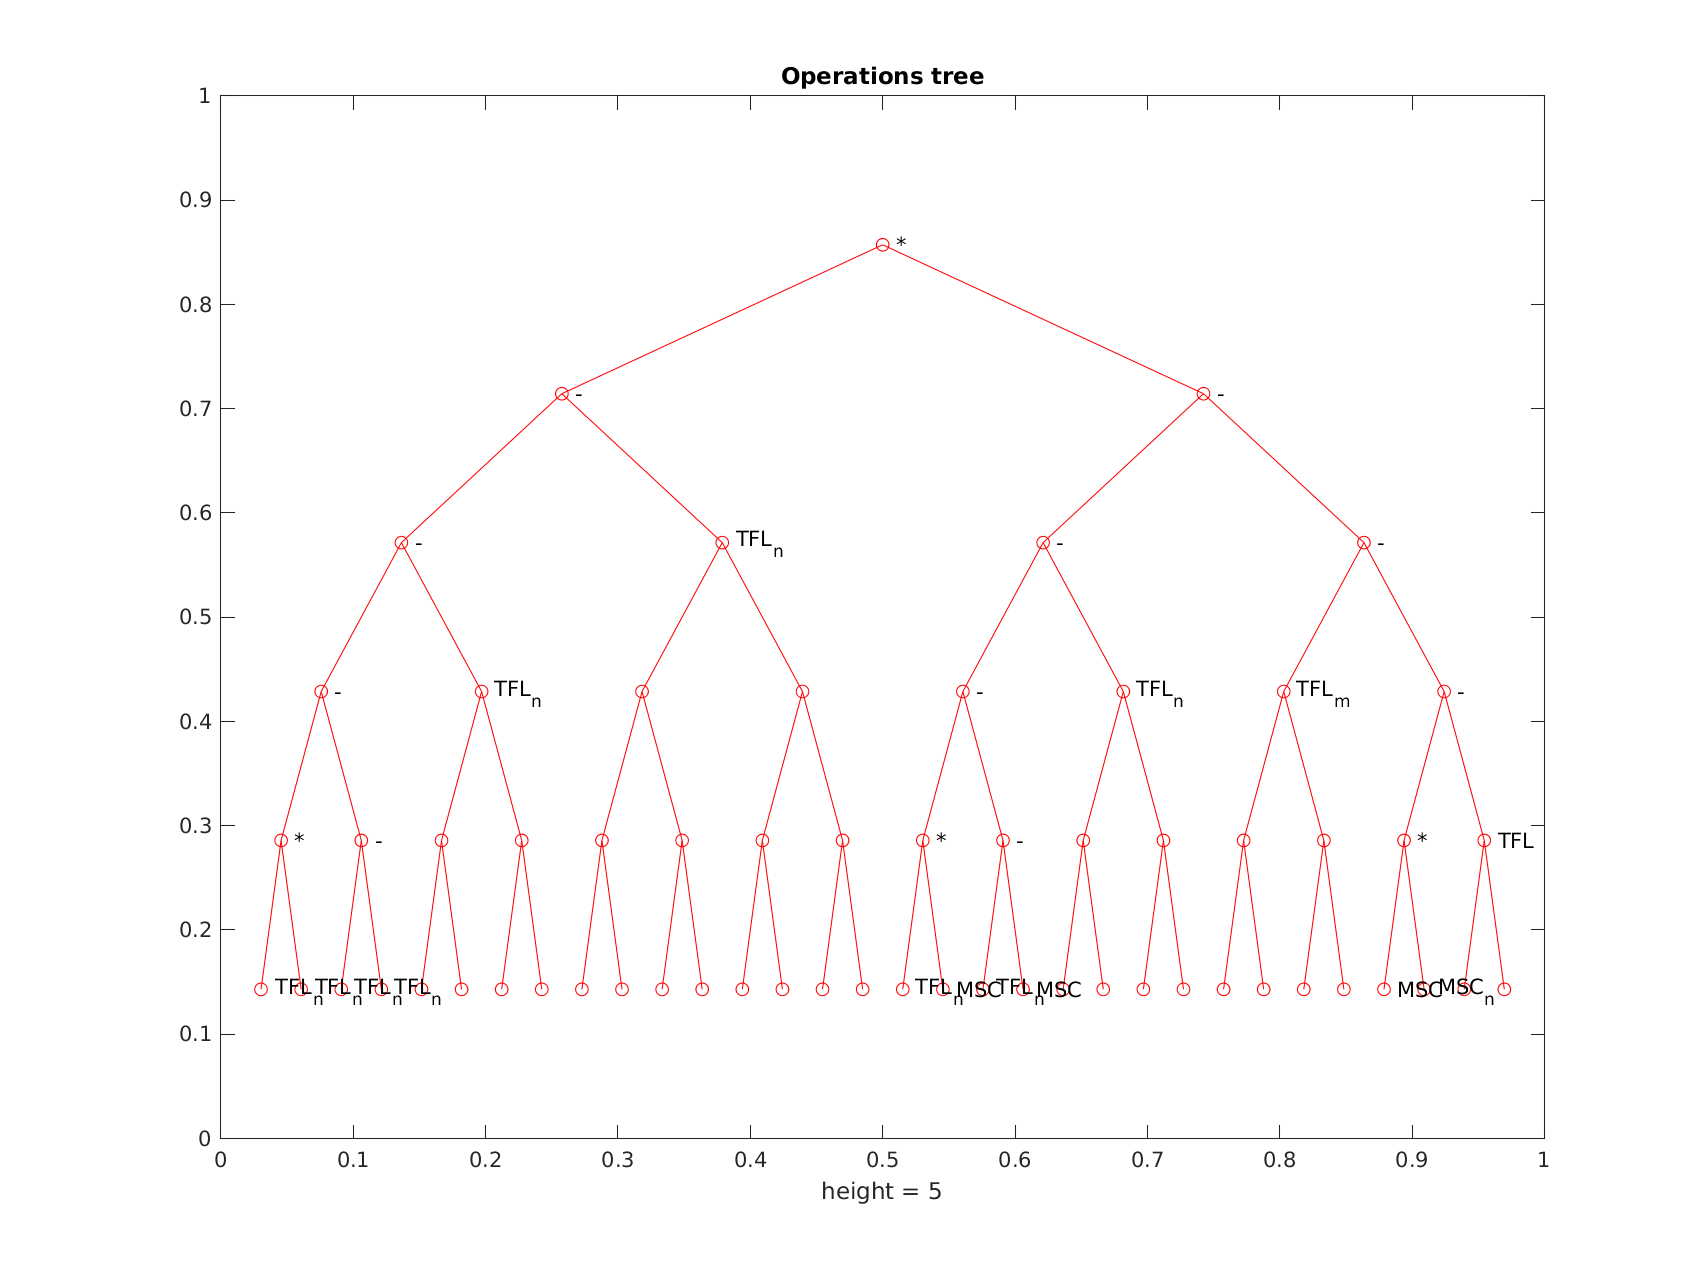 Operations tree
1
0.9
*
0.8
- -
0.7
0.6
- TFLn - -
0.5
- TFLn - TFLn TFLm -
0.4
0.3
* - * - * TFL
0.2
TFLn TFLn TFLn TFLn TFLn MSC TFLn MSC MSC MSCn
0.1
0
0 0.1 0.2 0.3 0.4 0.5 0.6 0.7 0.8 0.9 1
height = 5